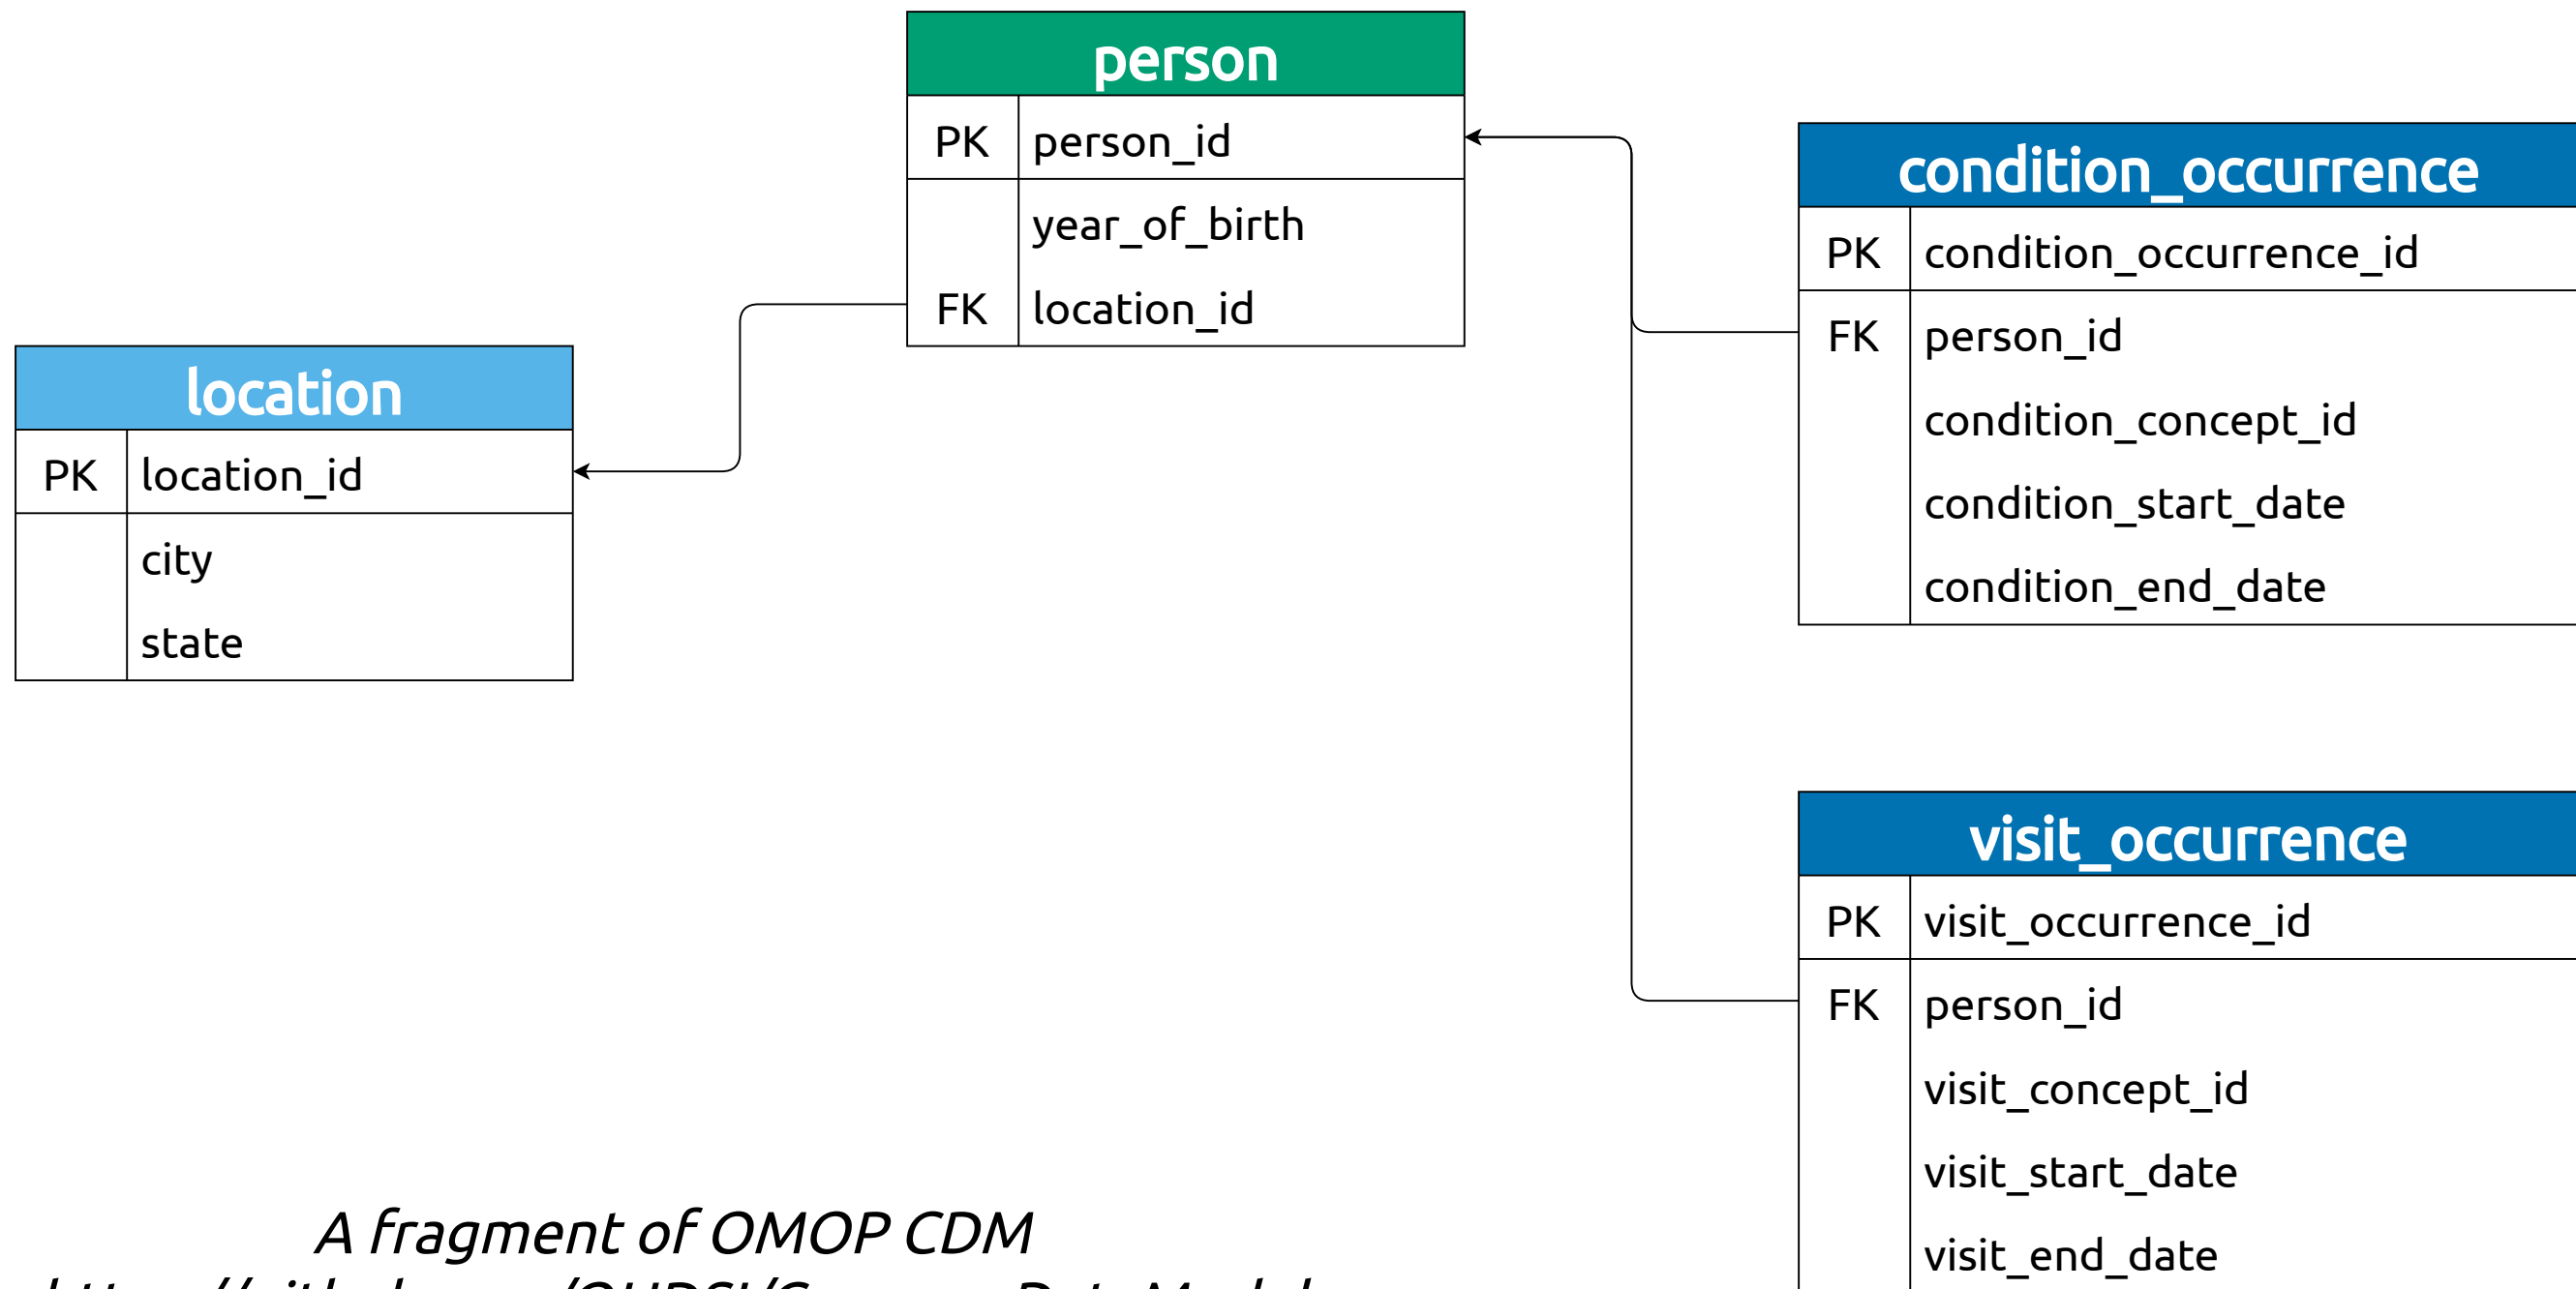 person
PK person_id
year_of_birth
FK location_id
location
PK location_id
city
state
condition_occurrence
PK condition_occurrence_id
FK person_id
condition_concept_id
condition_start_date
condition_end_date
visit_occurrence
PK visit_occurrence_id
FK person_id
visit_concept_id
visit_start_date
visit_end_date
A fragment of OMOP CDM